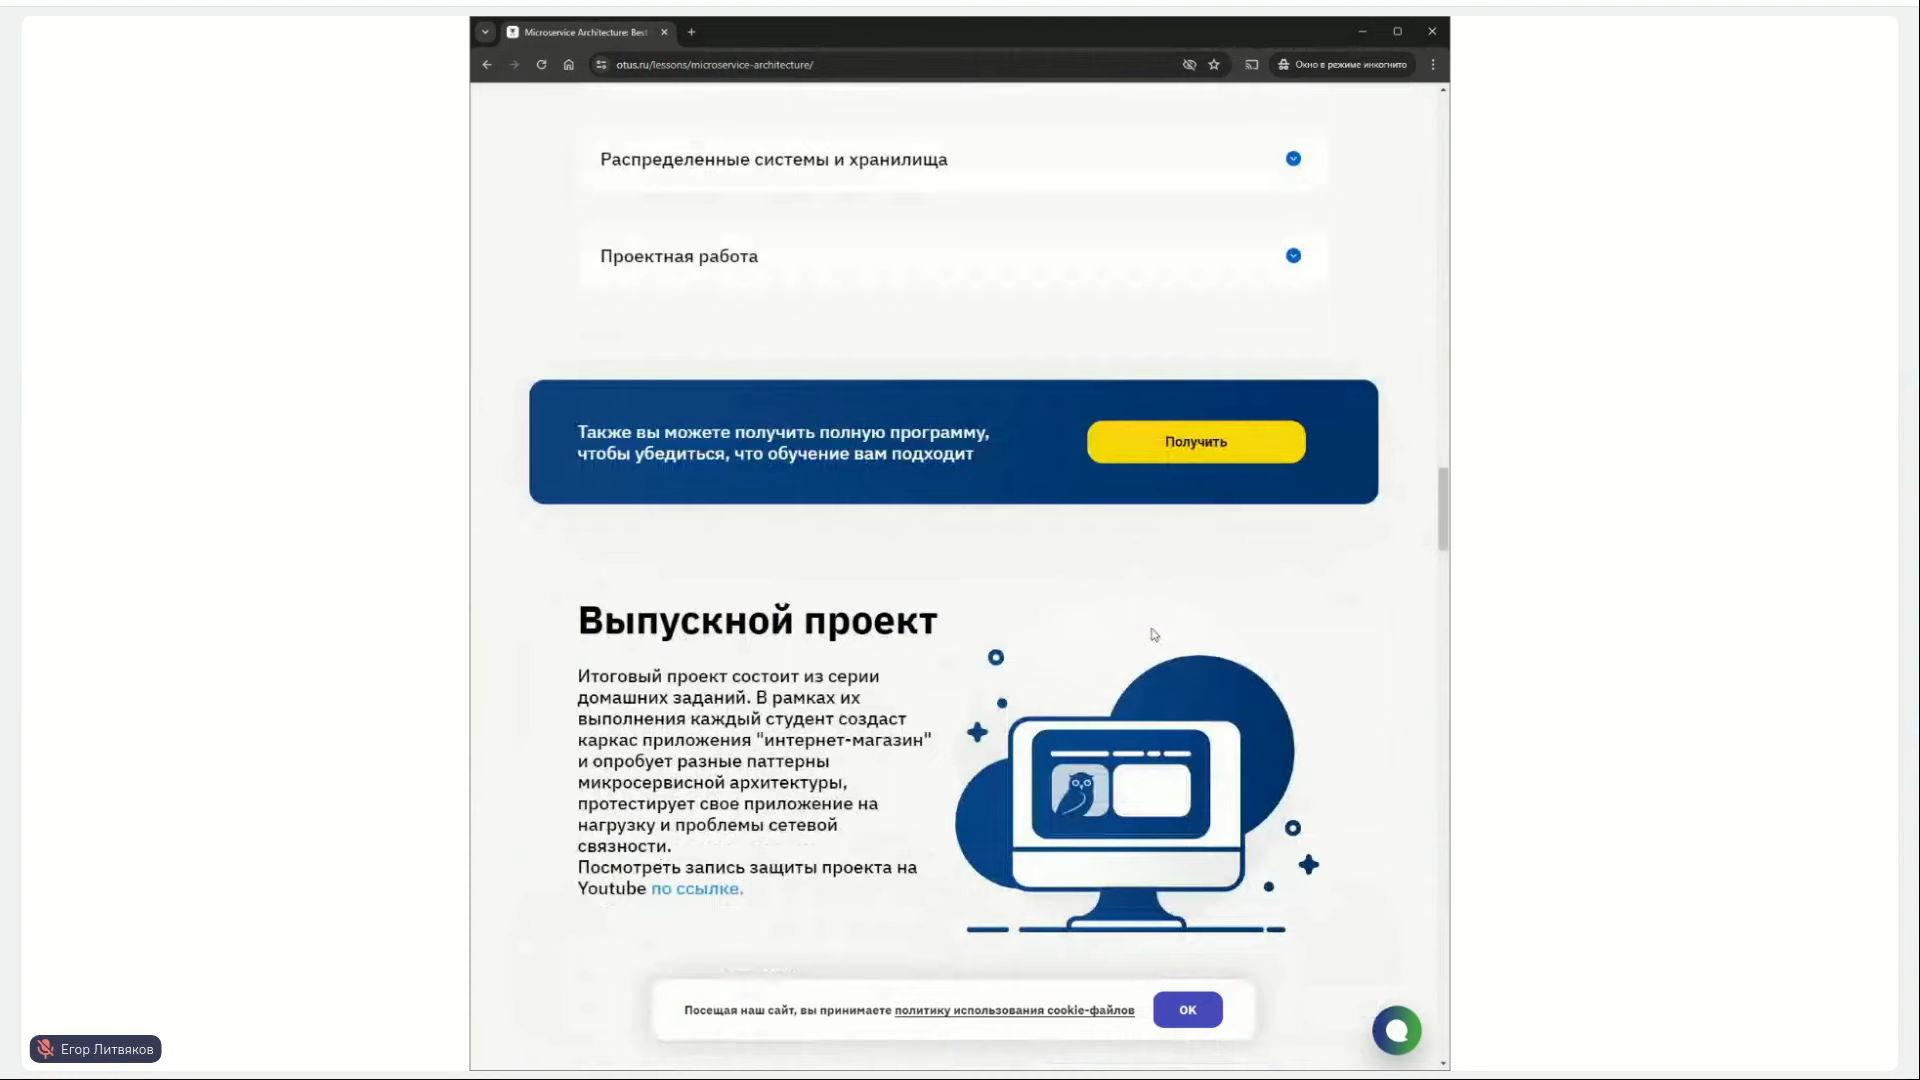 Microservice Architecture: Best
otus.ru/lessons/microservice-architecture/
Окно в режиме инкогнито
Распределенные системы и хранилища
Проектная работа
Также вы можете получить полную программу,
чтобы убедиться, что обучение вам подходит
Получить
Выпускной проект
Итоговый проект состоит из серии
домашних заданий. В рамках их
выполнения каждый студент создаст
каркас приложения "интернет-магазин"
и опробует разные паттерны
микросервисной архитектуры,
протестирует свое приложение на
нагрузку и проблемы сетевой
связности.
Посмотреть запись защиты проекта на
Youtube по ссылке.
Посещая наш сайт, вы принимаете политику использования cookie-файлов
OK
Егор Литвяков